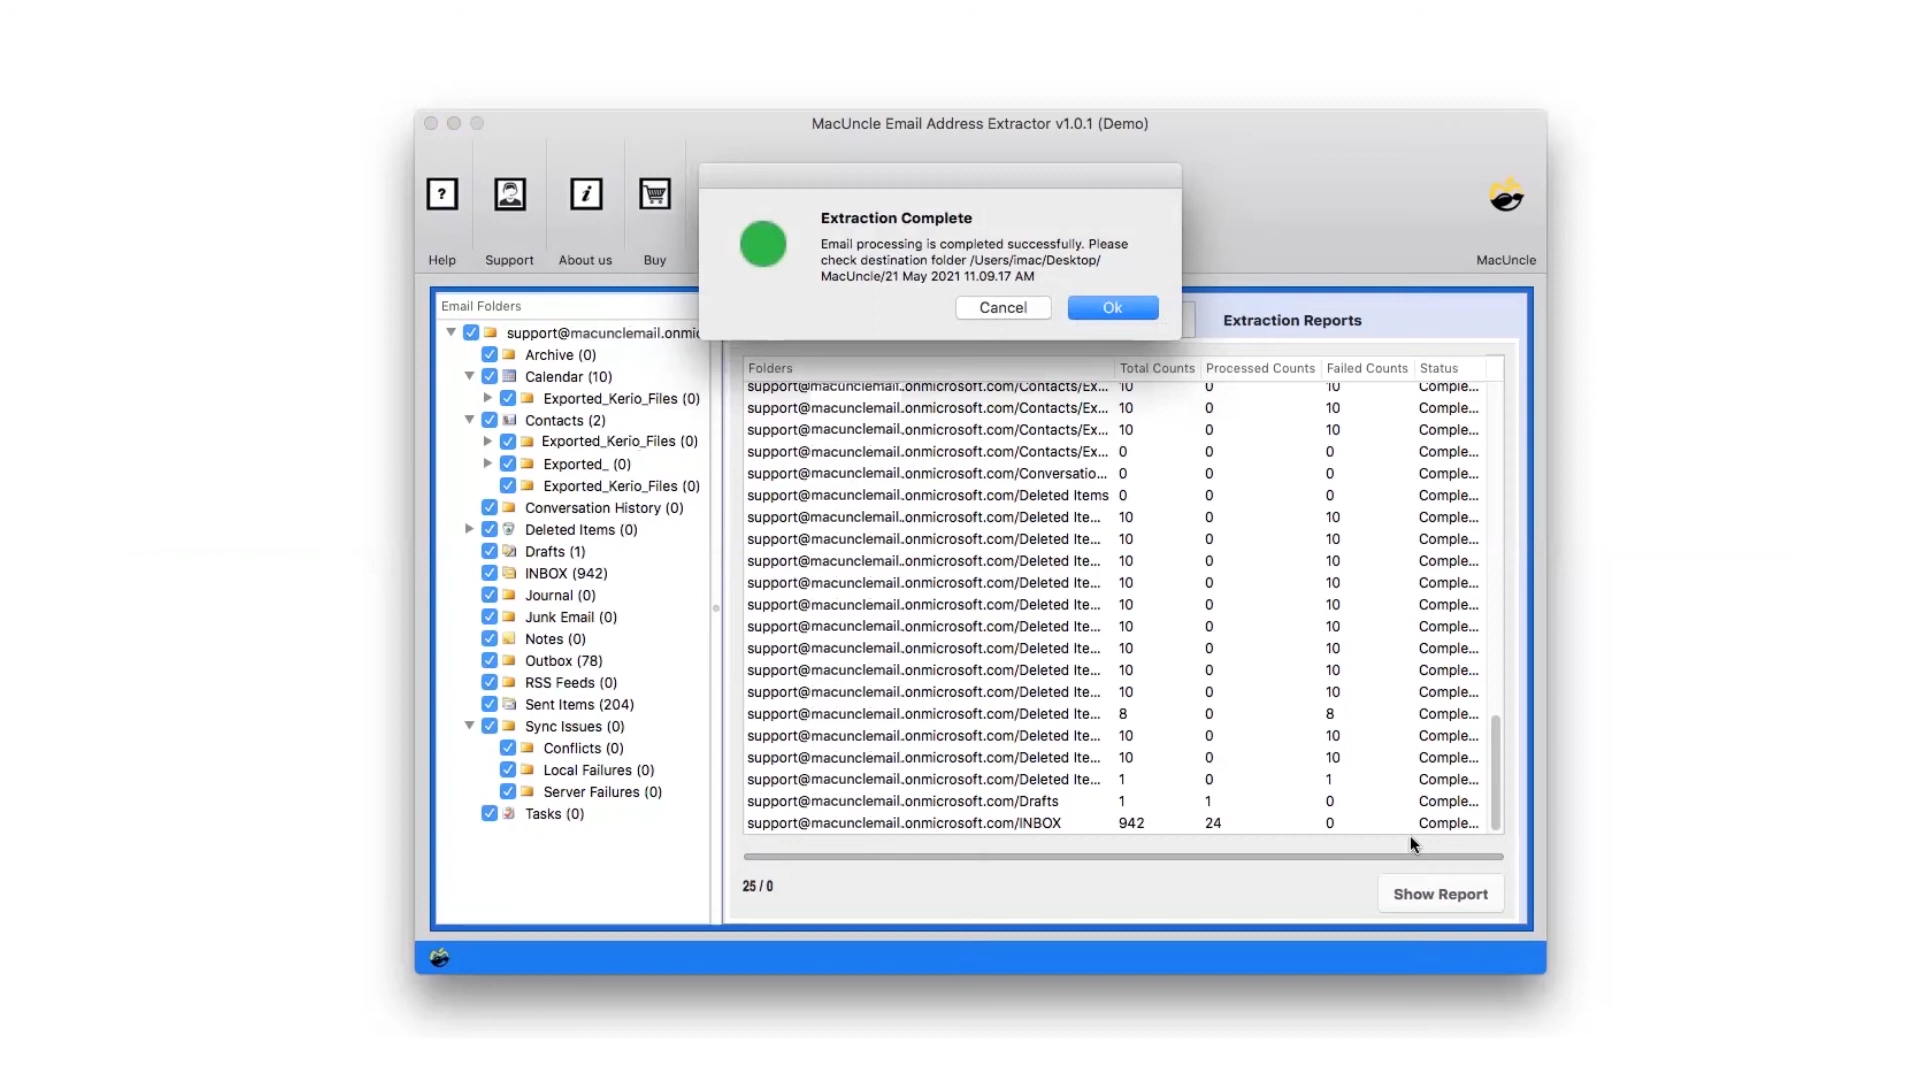 MacUncle Email Address Extractor v1.0.1 (Demo)
?
i
Help
Support
About us
Buy
MacUncle
Extraction Complete
Email processing is completed successfully. Please
check destination folder /Users/imac/Desktop/
MacUncle/21 May 2021 11.09.17 AM
Cancel
Ok
Email Folders
support@macunclemail.onmic
Archive (0)
Calendar (10)
Exported_Kerio_Files (0)
Contacts (2)
Exported_Kerio_Files (0)
Exported_ (0)
Exported_Kerio_Files (0)
Conversation History (0)
Deleted Items (0)
Drafts (1)
INBOX (942)
Journal (0)
Junk Email (0)
Notes (0)
Outbox (78)
RSS Feeds (0)
Sent Items (204)
Sync Issues (0)
Conflicts (0)
Local Failures (0)
Server Failures (0)
Tasks (0)
Extraction Reports
Folders Total Counts Processed Counts Failed Counts Status
support@macunclemail.onmicrosoft.com/Contacts/Ex... 10 0 10 Comple...
support@macunclemail.onmicrosoft.com/Contacts/Ex... 10 0 10 Comple...
support@macunclemail.onmicrosoft.com/Contacts/Ex... 10 0 10 Comple...
support@macunclemail.onmicrosoft.com/Contacts/Ex... 0 0 0 Comple...
support@macunclemail.onmicrosoft.com/Conversatio... 0 0 0 Comple...
support@macunclemail.onmicrosoft.com/Deleted Items 0 0 0 Comple...
support@macunclemail.onmicrosoft.com/Deleted Ite... 10 0 10 Comple...
support@macunclemail.onmicrosoft.com/Deleted Ite... 10 0 10 Comple...
support@macunclemail.onmicrosoft.com/Deleted Ite... 10 0 10 Comple...
support@macunclemail.onmicrosoft.com/Deleted Ite... 10 0 10 Comple...
support@macunclemail.onmicrosoft.com/Deleted Ite... 10 0 10 Comple...
support@macunclemail.onmicrosoft.com/Deleted Ite... 10 0 10 Comple...
support@macunclemail.onmicrosoft.com/Deleted Ite... 10 0 10 Comple...
support@macunclemail.onmicrosoft.com/Deleted Ite... 10 0 10 Comple...
support@macunclemail.onmicrosoft.com/Deleted Ite... 10 0 10 Comple...
support@macunclemail.onmicrosoft.com/Deleted Ite... 8 0 8 Comple...
support@macunclemail.onmicrosoft.com/Deleted Ite... 10 0 10 Comple...
support@macunclemail.onmicrosoft.com/Deleted Ite... 10 0 10 Comple...
support@macunclemail.onmicrosoft.com/Deleted Ite... 1 0 1 Comple...
support@macunclemail.onmicrosoft.com/Drafts 1 1 0 Comple...
support@macunclemail.onmicrosoft.com/INBOX 942 24 0 Comple...
25 / 0
Show Report